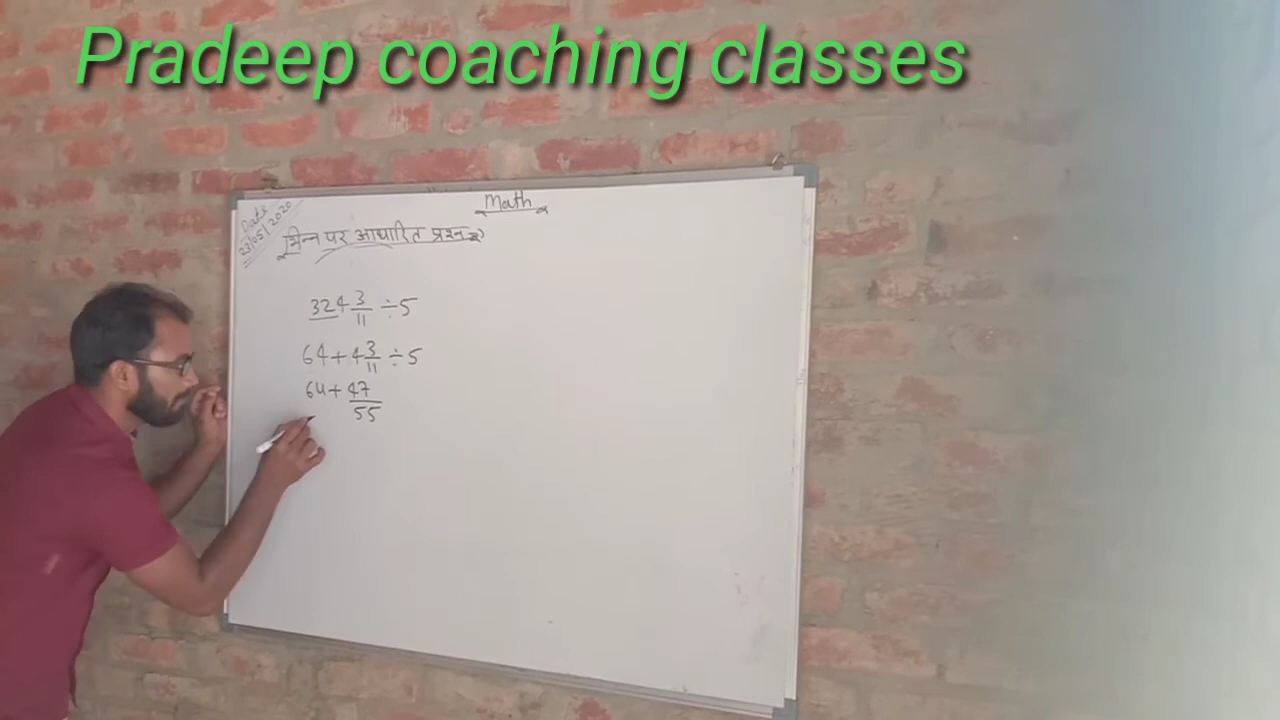 Pradeep coaching classes
Math
Date
23/05/2020
भिन्न पर आधारित प्रश्न
324 3/11 ÷ 5
64 + 4 3/11 ÷ 5
64 + 47/55